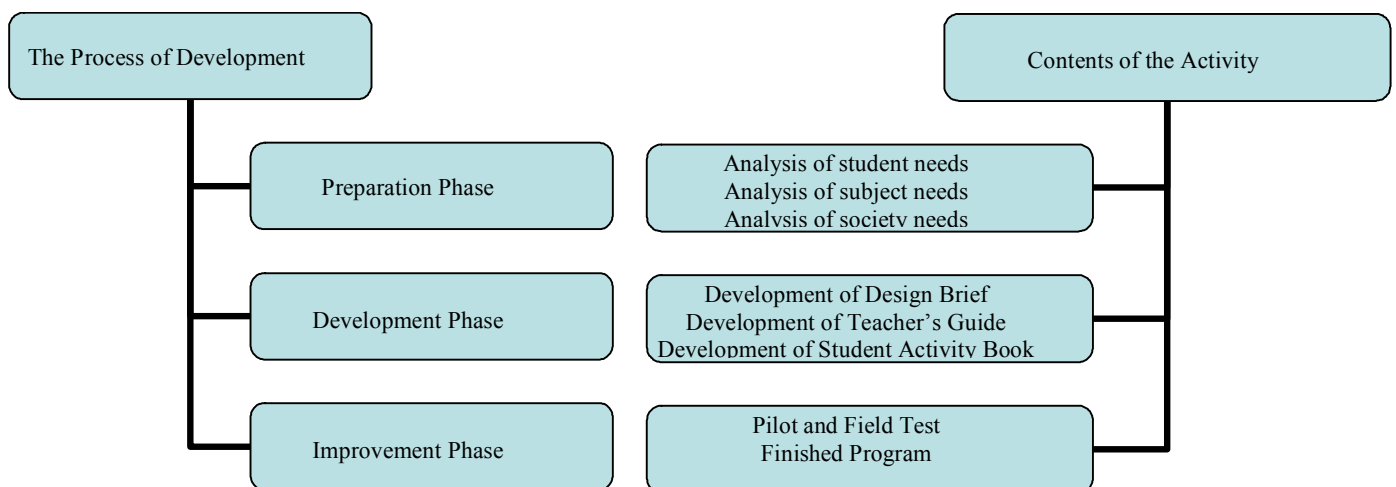 The Process of Development
Contents of the Activity
Preparation Phase
Analysis of student needs
Analysis of subject needs
Analysis of society needs
Development Phase
Development of Design Brief
Development of Teacher’s Guide
Development of Student Activity Book
Improvement Phase
Pilot and Field Test
Finished Program